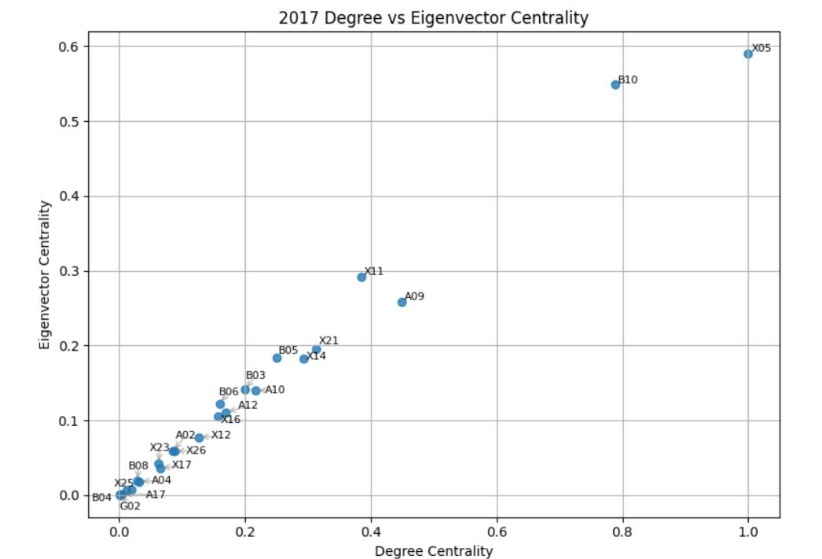 2017 Degree vs Eigenvector Centrality
0.6
X05
B10
0.5
0.4
Eigenvector Centrality
0.3
X11
A09
0.2
X21
B05
X14
B03
B06
A10
A12
0.1
X16
A02
X12
X23
X26
B08
X17
X25
A04
0.0
B04
A17
G02
0.0 0.2 0.4 0.6 0.8 1.0
Degree Centrality